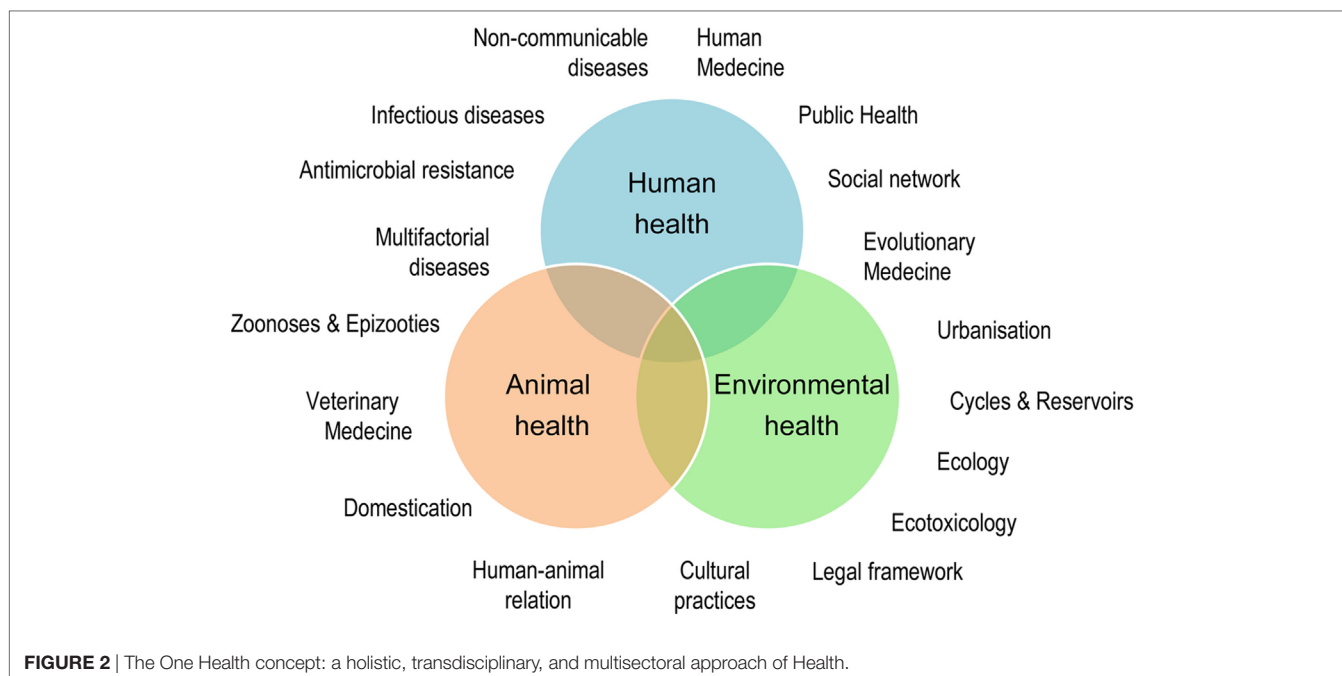 Non-communicable
diseases
Human
Medecine
Infectious diseases
Public Health
Antimicrobial resistance
Social network
Human
health
Multifactorial
diseases
Evolutionary
Medecine
Zoonoses & Epizooties
Urbanisation
Animal
health
Environmental
health
Veterinary
Medecine
Cycles & Reservoirs
Ecology
Domestication
Ecotoxicology
Human-animal
relation
Cultural
practices
Legal framework
FIGURE 2 | The One Health concept: a holistic, transdisciplinary, and multisectoral approach of Health.